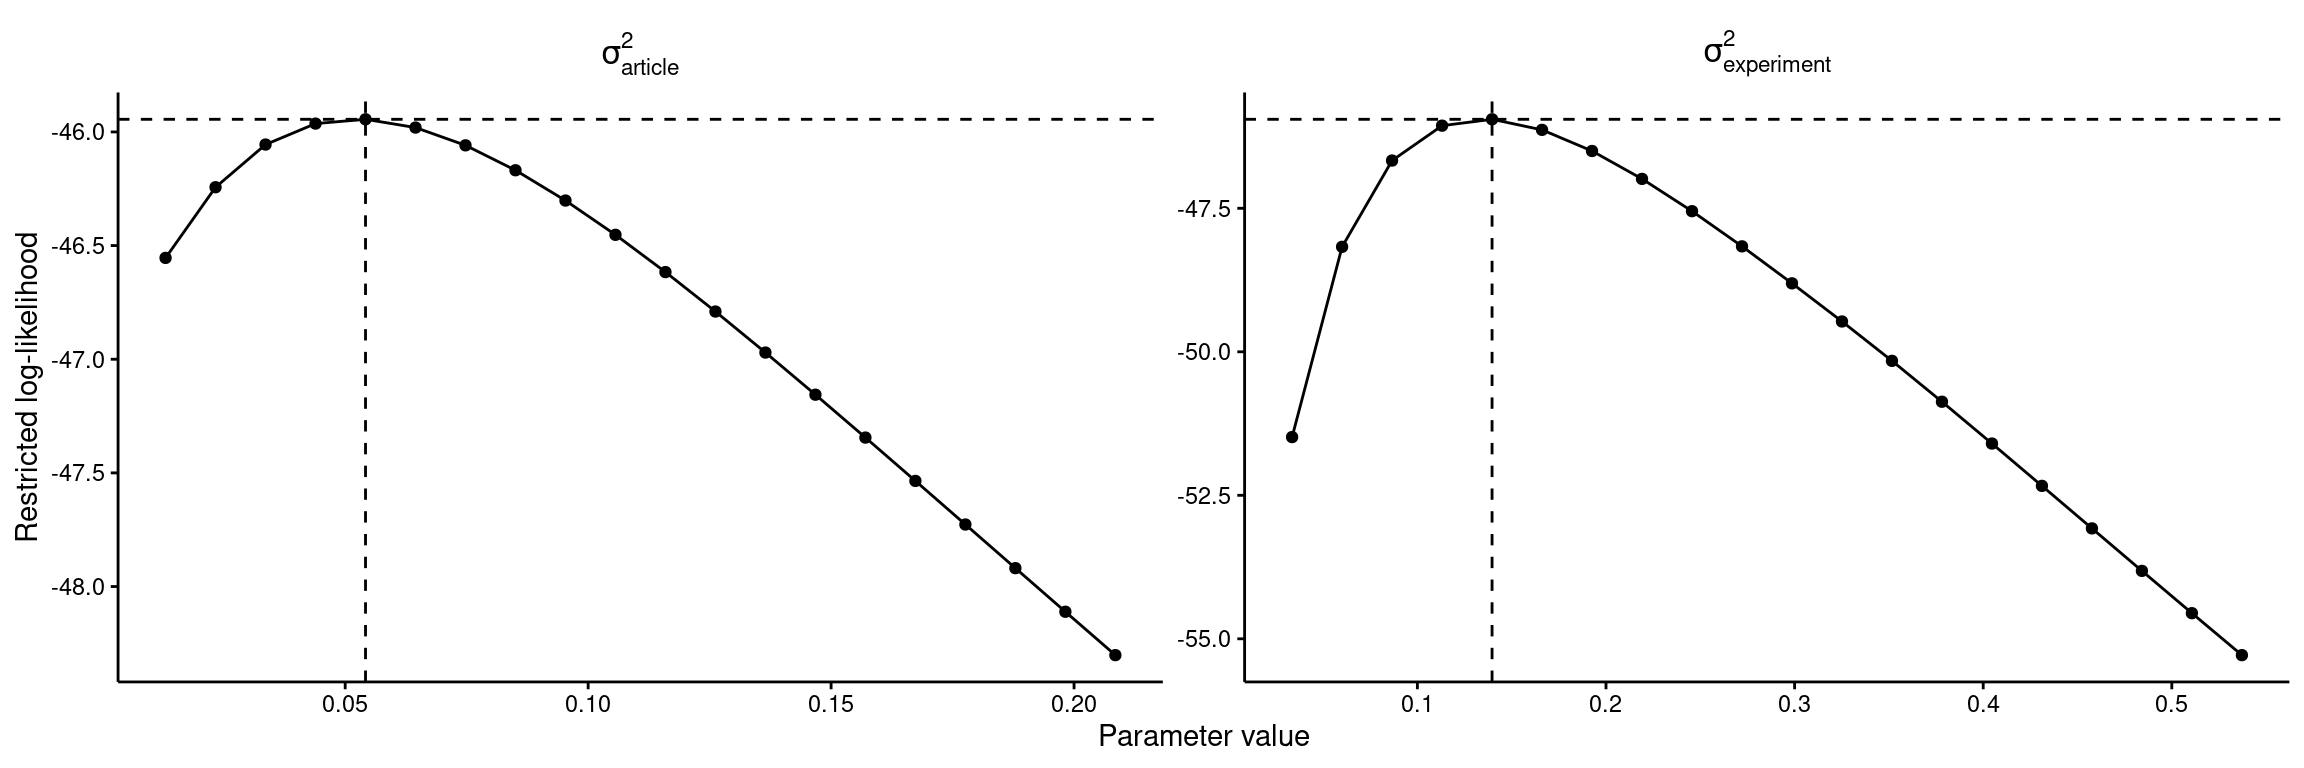 σ²article
σ²experiment
Restricted log-likelihood
-46.0
-46.5
-47.0
-47.5
-48.0
0.05 0.10 0.15 0.20
-47.5
-50.0
-52.5
-55.0
0.1 0.2 0.3 0.4 0.5
Parameter value